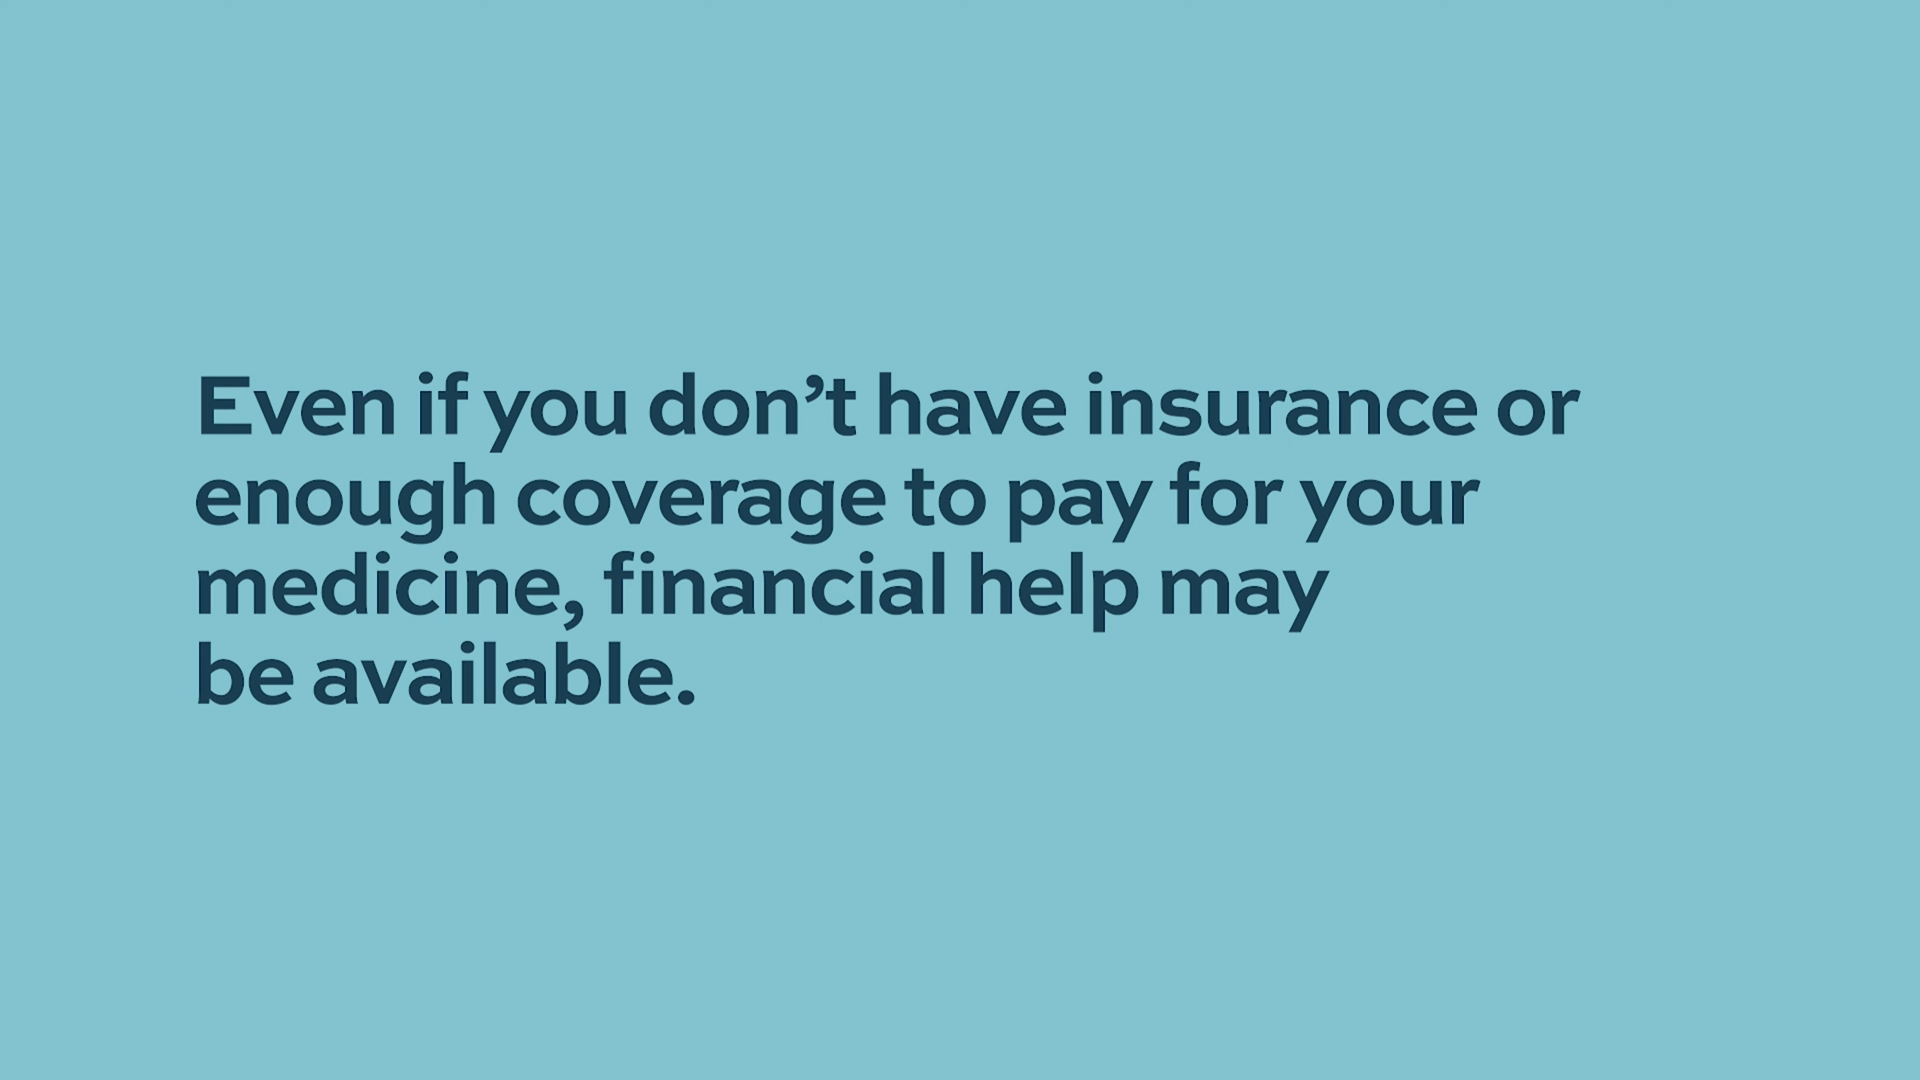 Even if you don’t have insurance or
enough coverage to pay for your
medicine, financial help may
be available.